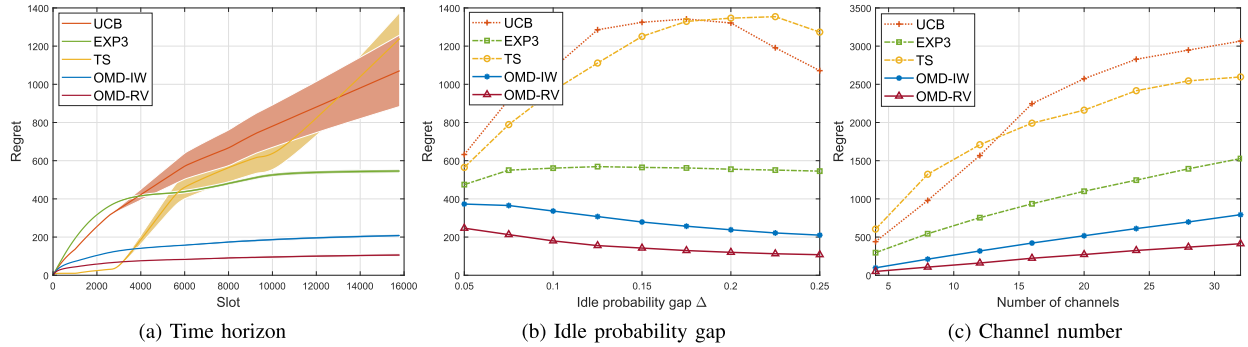 1400
1200
1000
800
600
400
200
0
Regret
UCB
EXP3
TS
OMD-IW
OMD-RV
0
2000
4000
6000
8000
10000
12000
14000
16000
Slot
(a) Time horizon
1400
1200
1000
800
600
400
200
0
Regret
UCB
EXP3
TS
OMD-IW
OMD-RV
0.05
0.1
0.15
0.2
0.25
Idle probability gap Δ
(b) Idle probability gap
3500
3000
2500
2000
1500
1000
500
0
Regret
UCB
EXP3
TS
OMD-IW
OMD-RV
5
10
15
20
25
30
Number of channels
(c) Channel number